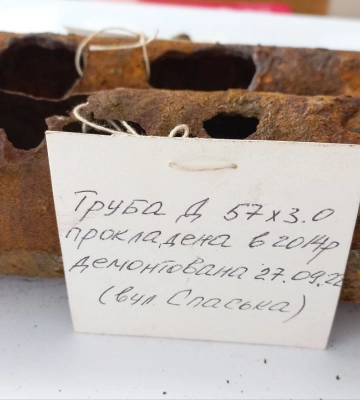 Труба Д 57х3.0
прокладена в 2014р
демонтована 27.09.22
(вул Спаська)